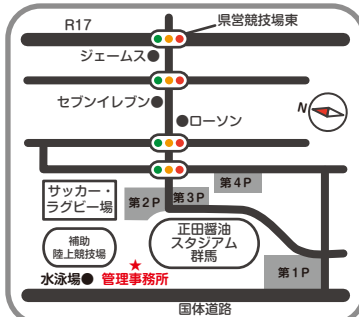 R17
県営競技場東
ジェームス
セブンイレブン
ローソン
N
サッカー・
ラグビー場
第2P
第3P
第4P
補助
陸上競技場
正田醤油
スタジアム
群馬
第1P
水泳場
管理事務所
国体道路